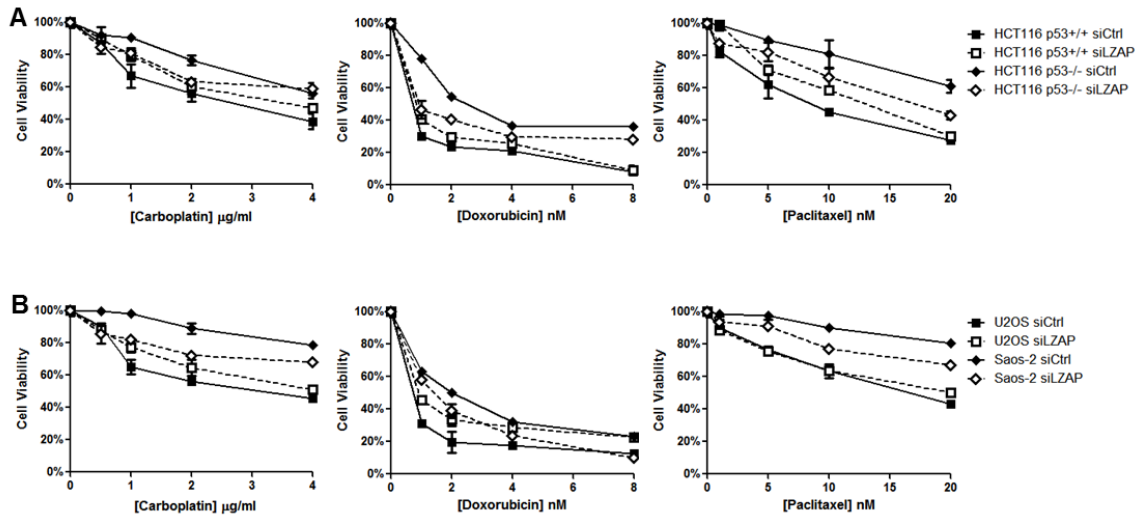 A
100%
80%
60%
40%
20%
0%
Cell Viability
0 1 2 3 4
[Carboplatin] μg/ml
100%
80%
60%
40%
20%
0%
Cell Viability
0 2 4 6 8
[Doxorubicin] nM
100%
80%
60%
40%
20%
0%
Cell Viability
0 5 10 15 20
[Paclitaxel] nM
HCT116 p53+/+ siCtrl
HCT116 p53+/+ siLZAP
HCT116 p53-/- siCtrl
HCT116 p53-/- siLZAP
B
100%
80%
60%
40%
20%
0%
Cell Viability
0 1 2 3 4
[Carboplatin] μg/ml
100%
80%
60%
40%
20%
0%
Cell Viability
0 2 4 6 8
[Doxorubicin] nM
100%
80%
60%
40%
20%
0%
Cell Viability
0 5 10 15 20
[Paclitaxel] nM
U2OS siCtrl
U2OS siLZAP
Saos-2 siCtrl
Saos-2 siLZAP